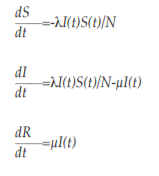 dS/dt=-λI(t)S(t)/N
dI/dt=λI(t)S(t)/N-μI(t)
dR/dt=μI(t)